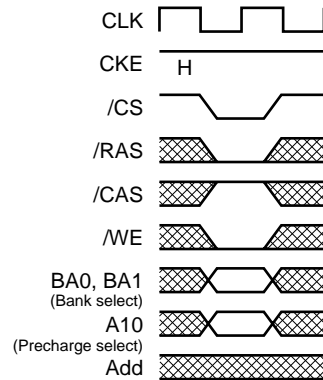 CLK
CKE
H
/CS
/RAS
/CAS
/WE
BA0, BA1
(Bank select)
A10
(Precharge select)
Add